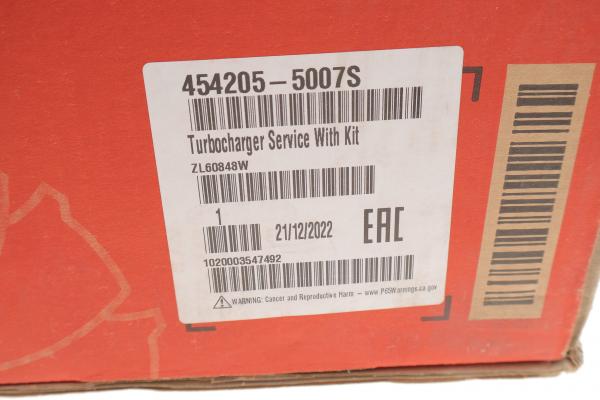 454205-5007S
Turbocharger Service With Kit
ZL60848W
1
21/12/2022
EAC
1020003547492
WARNING: Cancer and Reproductive Harm - www.P65Warnings.ca.gov